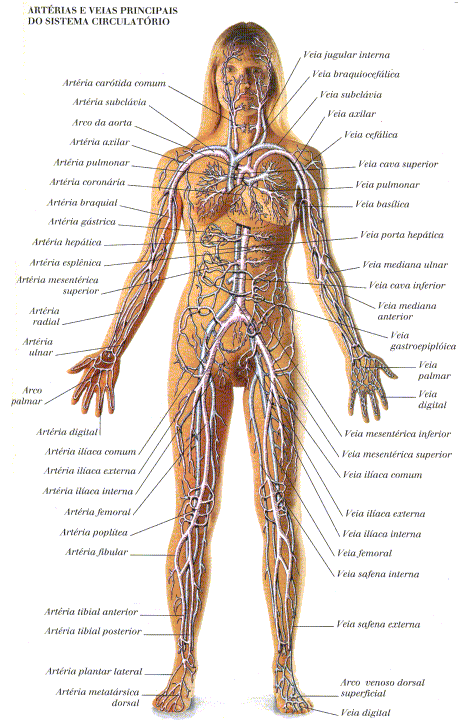 ARTÉRIAS E VEIAS PRINCIPAIS
DO SISTEMA CIRCULATÓRIO
Artéria carótida comum
Artéria subclávia
Arco da aorta
Artéria axilar
Artéria pulmonar
Artéria coronária
Artéria braquial
Artéria gástrica
Artéria hepática
Artéria esplênica
Artéria mesentérica
superior
Artéria
radial
Artéria
ulnar
Arco
palmar
Artéria digital
Artéria ilíaca comum
Artéria ilíaca externa
Artéria ilíaca interna
Artéria femoral
Artéria poplítea
Artéria fibular
Artéria tibial anterior
Artéria tibial posterior
Artéria plantar lateral
Artéria metatársica
dorsal
Veia jugular interna
Veia braquiocefálica
Veia subclávia
Veia axilar
Veia cefálica
Veia cava superior
Veia pulmonar
Veia basílica
Veia porta hepática
Veia mediana ulnar
Veia cava inferior
Veia mediana
anterior
Veia
gastroepiplóica
Veia
palmar
Veia
digital
Veia mesentérica inferior
Veia mesentérica superior
Veia ilíaca comum
Veia ilíaca externa
Veia ilíaca interna
Veia femoral
Veia safena interna
Veia safena externa
Arco venoso dorsal
superficial
Veia digital